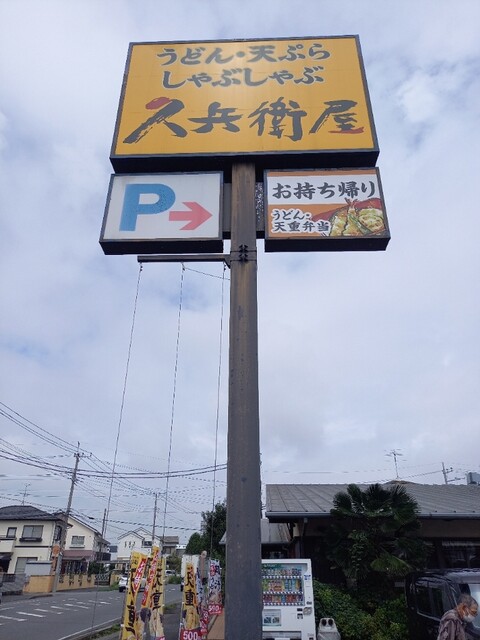 うどん・天ぷら
しゃぶしゃぶ
久兵衛屋
P
お持ち帰り
うどん・
天重弁当
500